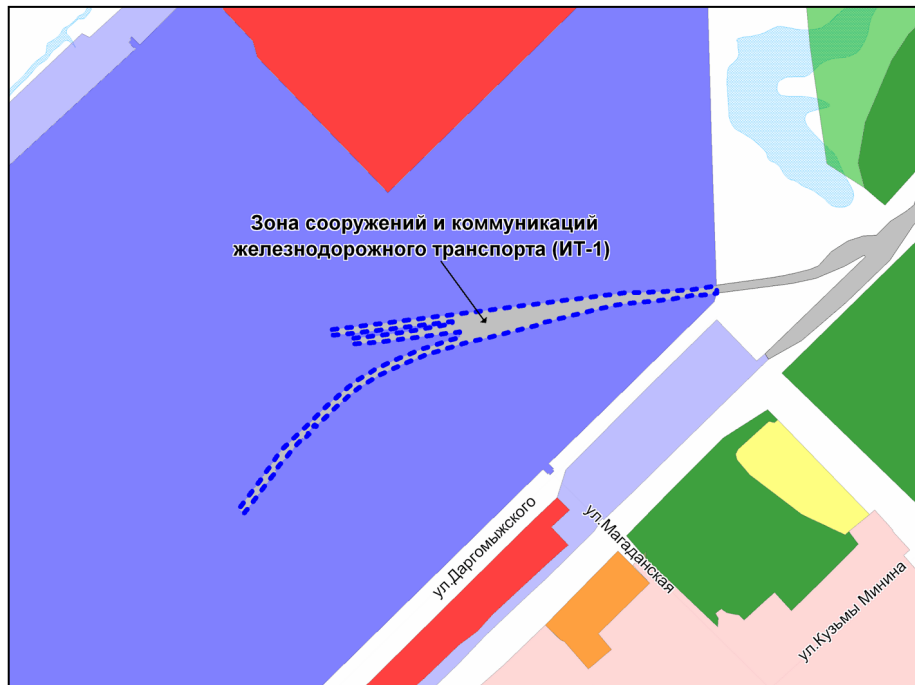 Зона сооружений и коммуникаций
железнодорожного транспорта (ИТ-1)
ул.Даргомыжского
ул.Магаданская
ул.Кузьмы Минина